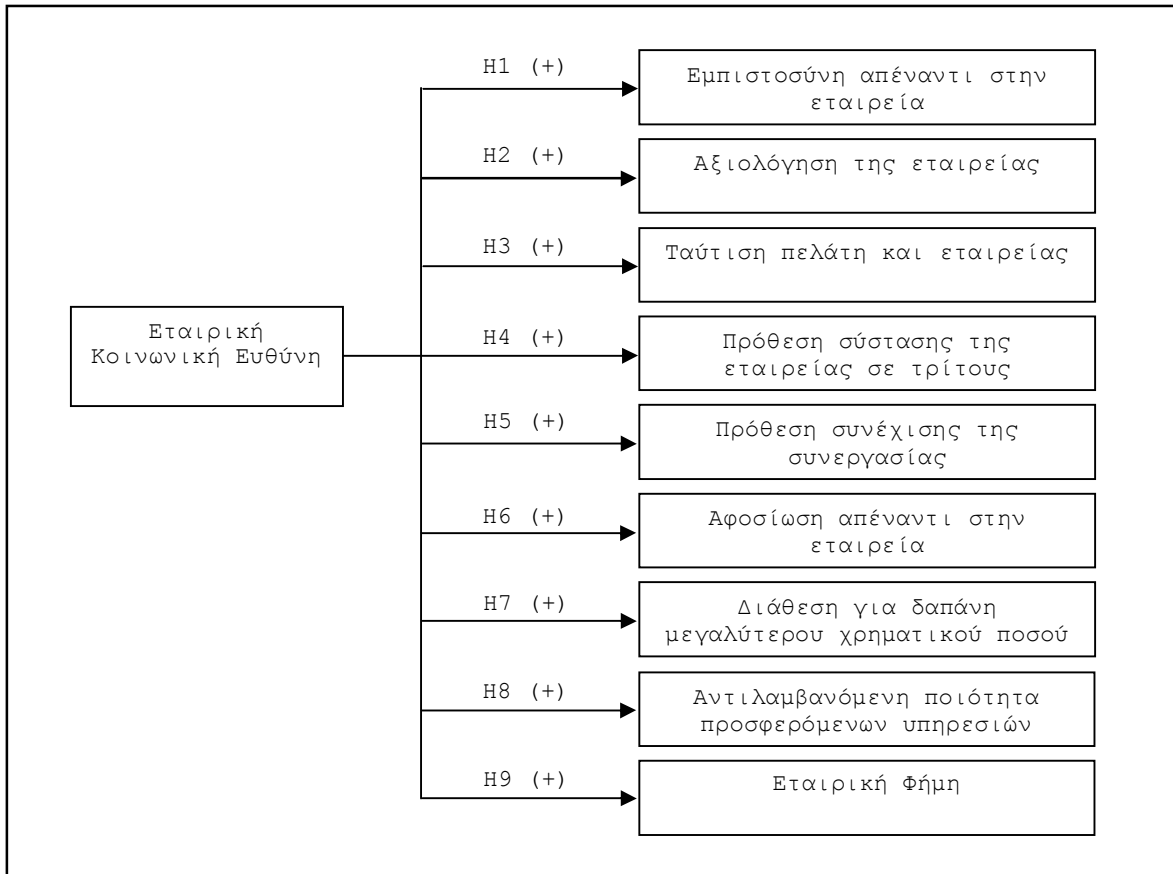 H1 (+)
Εμπιστοσύνη απέναντι στην
εταιρεία
H2 (+)
Αξιολόγηση της εταιρείας
H3 (+)
Ταύτιση πελάτη και εταιρείας
Εταιρική
Κοινωνική Ευθύνη
H4 (+)
Πρόθεση σύστασης της
εταιρείας σε τρίτους
H5 (+)
Πρόθεση συνέχισης της
συνεργασίας
H6 (+)
Αφοσίωση απέναντι στην
εταιρεία
H7 (+)
Διάθεση για δαπάνη
μεγαλύτερου χρηματικού ποσού
H8 (+)
Αντιλαμβανόμενη ποιότητα
προσφερόμενων υπηρεσιών
H9 (+)
Εταιρική Φήμη